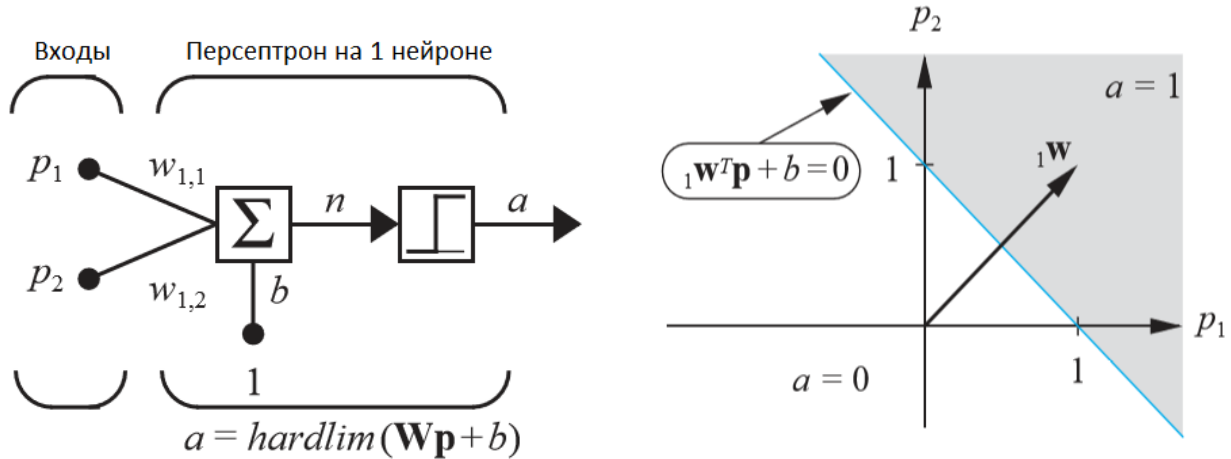 Входы
Персептрон на 1 нейроне
p₁
w₁,₁
Σ
n
a
p₂
w₁,₂
b
1
a = hardlim(Wp + b)
p₂
a = 1
₁wᵀp + b = 0
1
₁w
p₁
a = 0
1